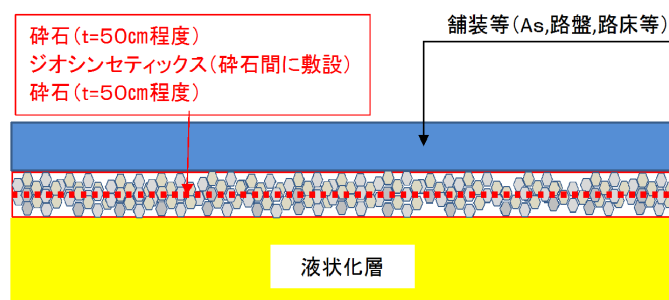 舗装等(As,路盤,路床等)
砕石(t=50㎝程度)
ジオシンセティックス(砕石間に敷設)
砕石(t=50㎝程度)
液状化層